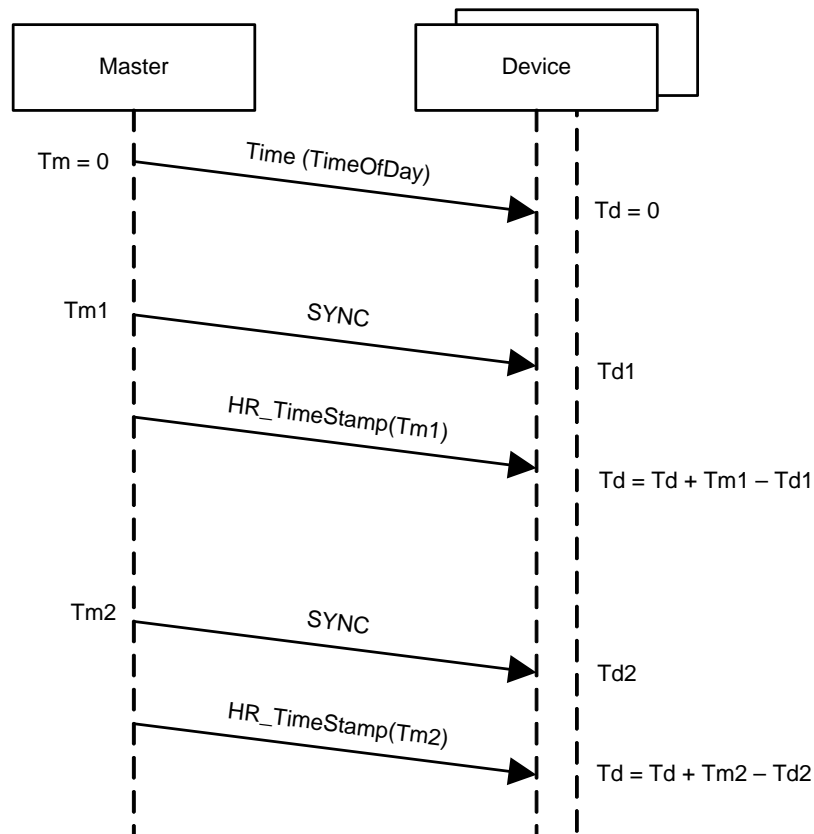 Master
Device
Time (TimeOfDay)
Tm = 0
Td = 0
Tm1
SYNC
Td1
HR_TimeStamp(Tm1)
Td = Td + Tm1 – Td1
Tm2
SYNC
Td2
HR_TimeStamp(Tm2)
Td = Td + Tm2 – Td2